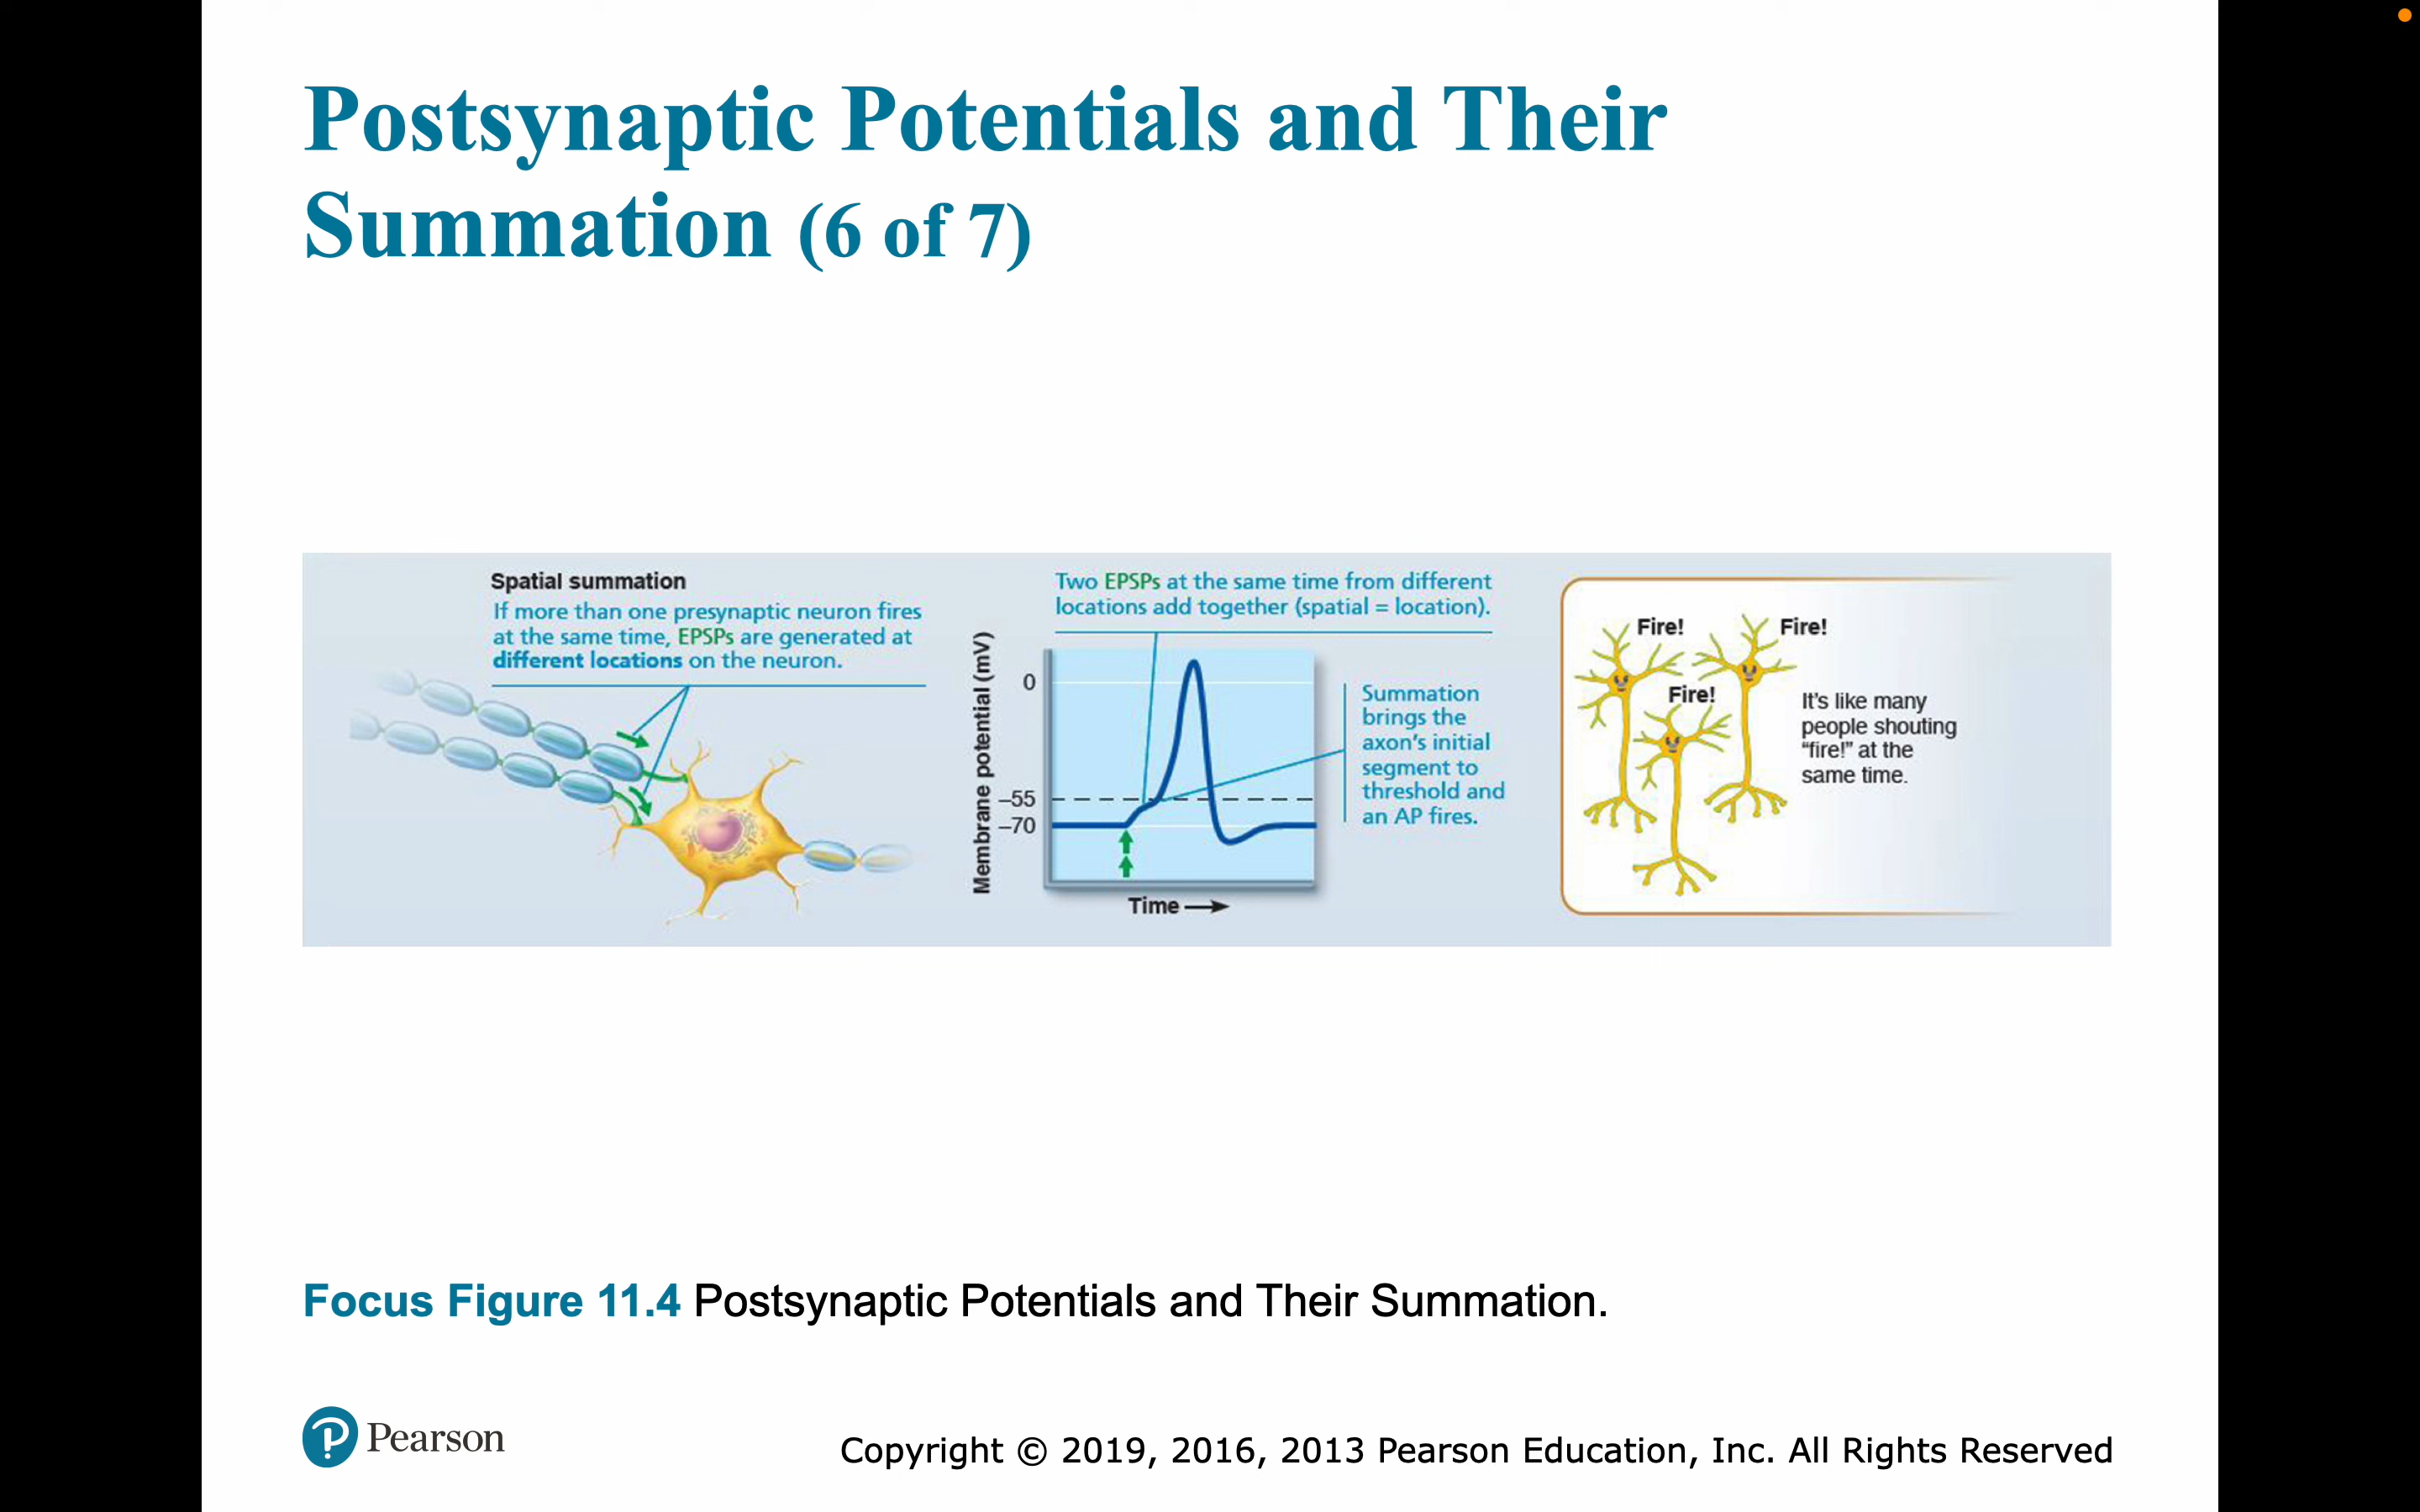 Postsynaptic Potentials and Their
Summation (6 of 7)
Spatial summation
If more than one presynaptic neuron fires
at the same time, EPSPs are generated at
different locations on the neuron.
Two EPSPs at the same time from different
locations add together (spatial = location).
Membrane potential (mV)
0
–55
–70
Time
Summation
brings the
axon's initial
segment to
threshold and
an AP fires.
Fire!
Fire!
Fire!
It's like many
people shouting
“fire!” at the
same time.
Focus Figure 11.4 Postsynaptic Potentials and Their Summation.
Pearson
Copyright © 2019, 2016, 2013 Pearson Education, Inc. All Rights Reserved